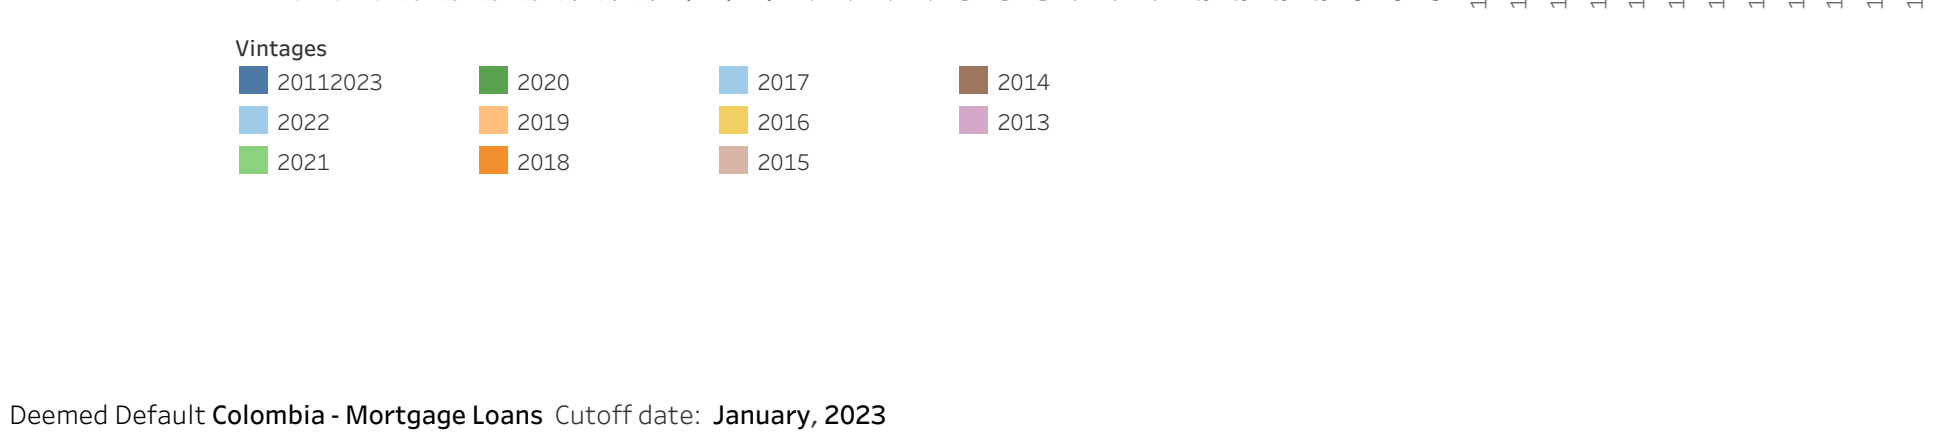 Vintages
20112023 2020 2017 2014
2022 2019 2016 2013
2021 2018 2015
Deemed Default Colombia - Mortgage Loans Cutoff date: January, 2023